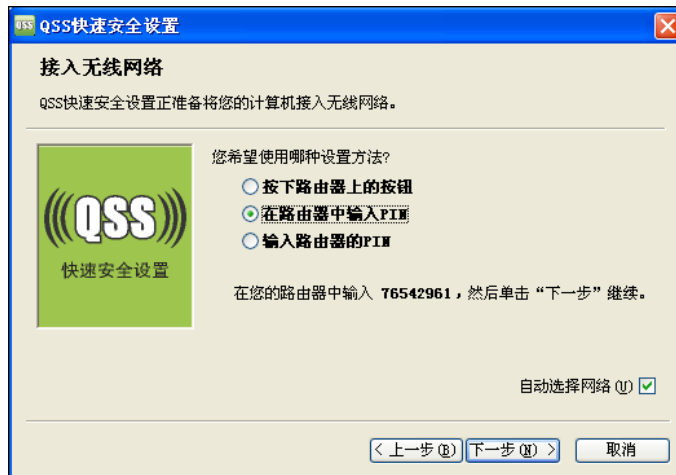 QSS QSS快速安全设置
接入无线网络
QSS快速安全设置正准备将您的计算机接入无线网络。
您希望使用哪种设置方法?
按下路由器上的按钮
在路由器中输入PIN
输入路由器的PIN
(((QSS)))
快速安全设置
在您的路由器中输入 76542961，然后单击“下一步”继续。
自动选择网络(U)
< 上一步(B) 下一步(N) > 取消